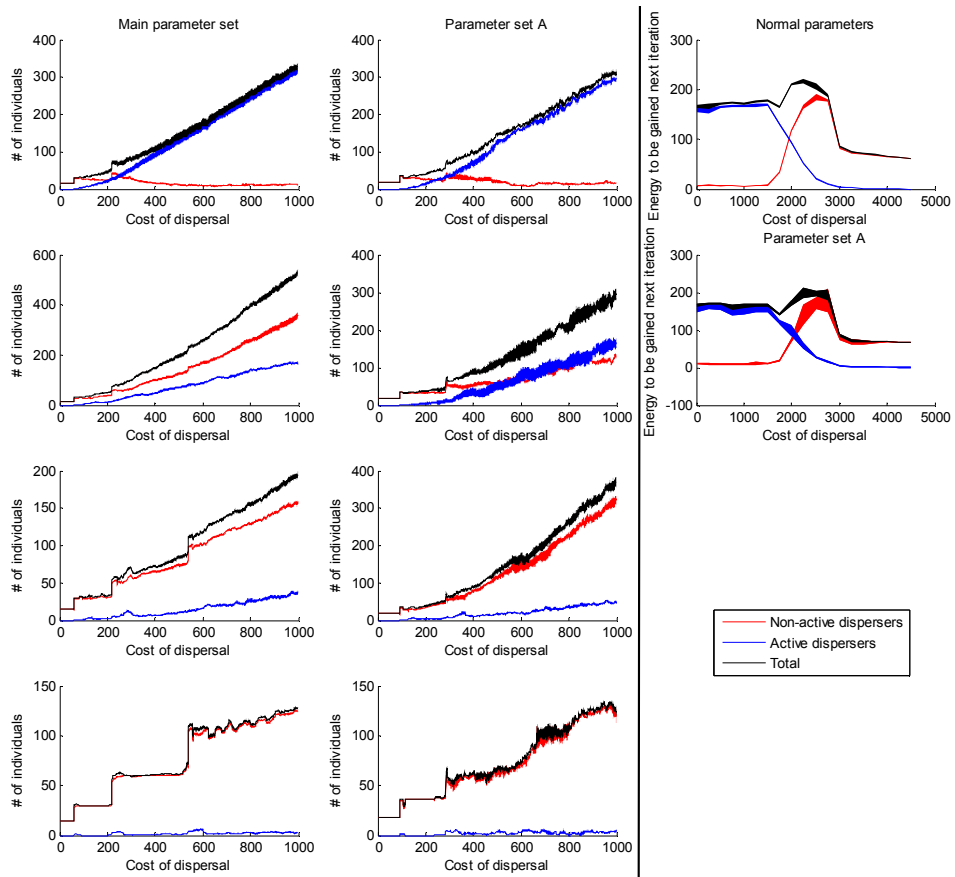 Main parameter set
400
300
200
100
0
# of individuals
0 200 400 600 800 1000
Cost of dispersal
Parameter set A
400
300
200
100
0
# of individuals
0 200 400 600 800 1000
Cost of dispersal
Normal parameters
300
200
100
0
Energy to be gained next iteration
0 1000 2000 3000 4000 5000
Cost of dispersal
600
400
200
0
# of individuals
0 200 400 600 800 1000
Cost of dispersal
400
300
200
100
0
# of individuals
0 200 400 600 800 1000
Cost of dispersal
Parameter set A
300
200
100
0
-100
Energy to be gained next iteration
0 1000 2000 3000 4000 5000
Cost of dispersal
200
150
100
50
0
# of individuals
0 200 400 600 800 1000
Cost of dispersal
400
300
200
100
0
# of individuals
0 200 400 600 800 1000
Cost of dispersal
Non-active dispersers
Active dispersers
Total
150
100
50
0
# of individuals
0 200 400 600 800 1000
Cost of dispersal
150
100
50
0
# of individuals
0 200 400 600 800 1000
Cost of dispersal